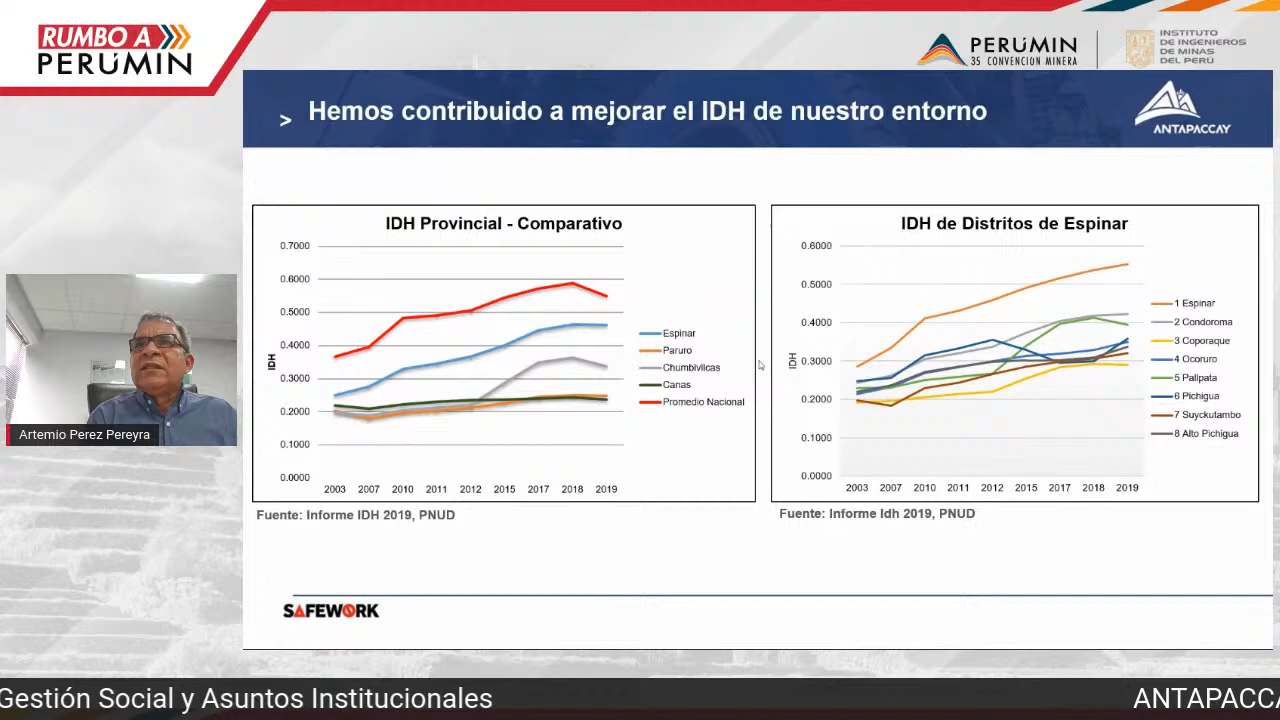 RUMBO A
PERÚMIN
PERÚMIN
35 CONVENCIÓN MINERA
INSTITUTO
DE INGENIEROS
DE MINAS
DEL PERÚ
> Hemos contribuido a mejorar el IDH de nuestro entorno
ANTAPACCAY
IDH Provincial - Comparativo
0.7000
0.6000
0.5000
0.4000
0.3000
0.2000
0.1000
0.0000
IDH
2003 2007 2010 2011 2012 2015 2017 2018 2019
Espinar
Paruro
Chumbivilcas
Canas
Promedio Nacional
Fuente: Informe IDH 2019, PNUD
IDH de Distritos de Espinar
0.6000
0.5000
0.4000
0.3000
0.2000
0.1000
0.0000
IDH
2003 2007 2010 2011 2012 2015 2017 2018 2019
1 Espinar
2 Condoroma
3 Coporaque
4 Ocoruro
5 Pallpata
6 Pichigua
7 Suyckutambo
8 Alto Pichigua
Fuente: Informe Idh 2019, PNUD
Artemio Perez Pereyra
SAFEWORK
Gestión Social y Asuntos Institucionales
ANTAPACCA